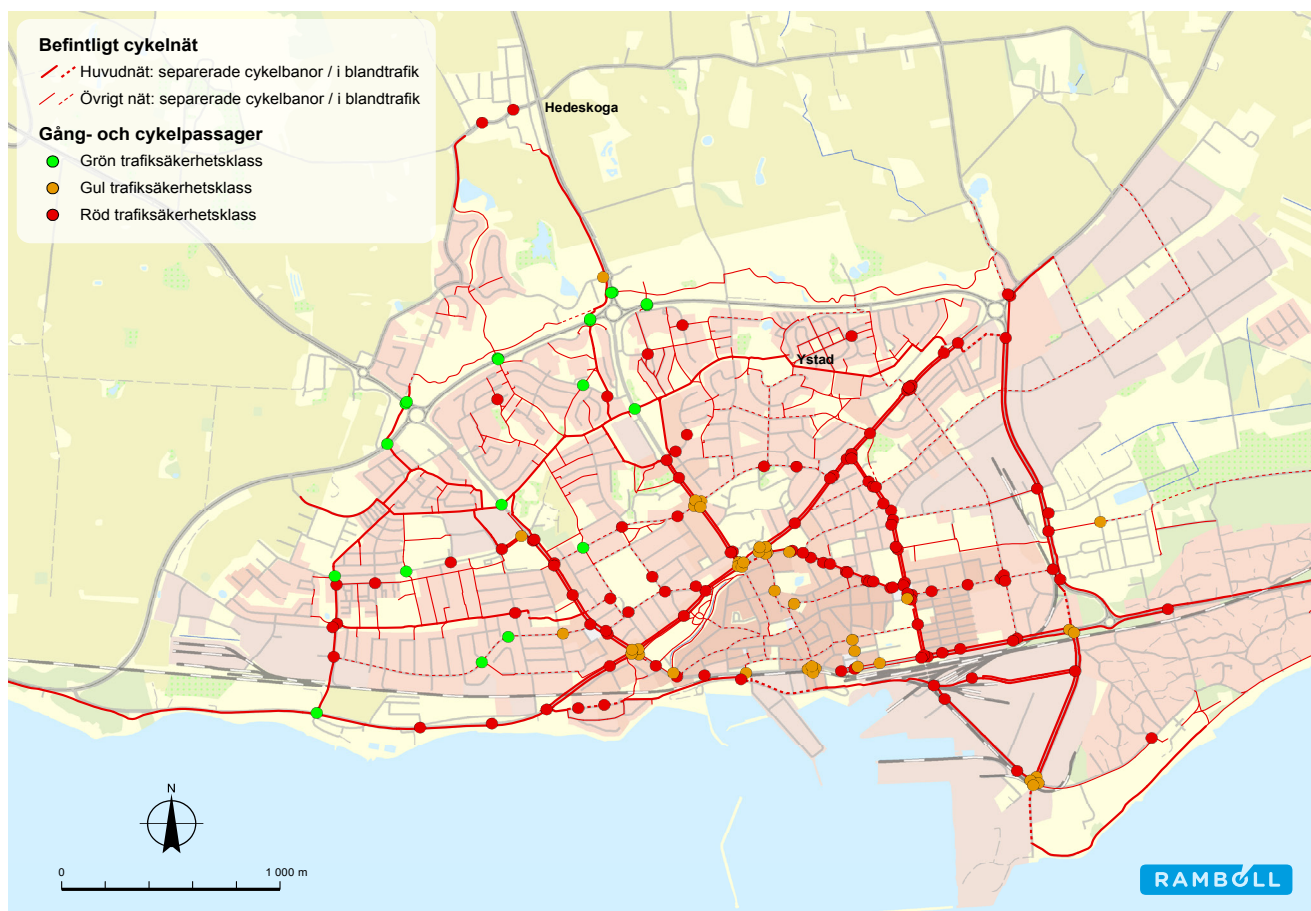 Befintligt cykelnät
Huvudnät: separerade cykelbanor / i blandtrafik
Övrigt nät: separerade cykelbanor / i blandtrafik
Gång- och cykelpassager
Grön trafiksäkerhetsklass
Gul trafiksäkerhetsklass
Röd trafiksäkerhetsklass
Hedeskoga
Ystad
N
0 1 000 m
RAMBOLL